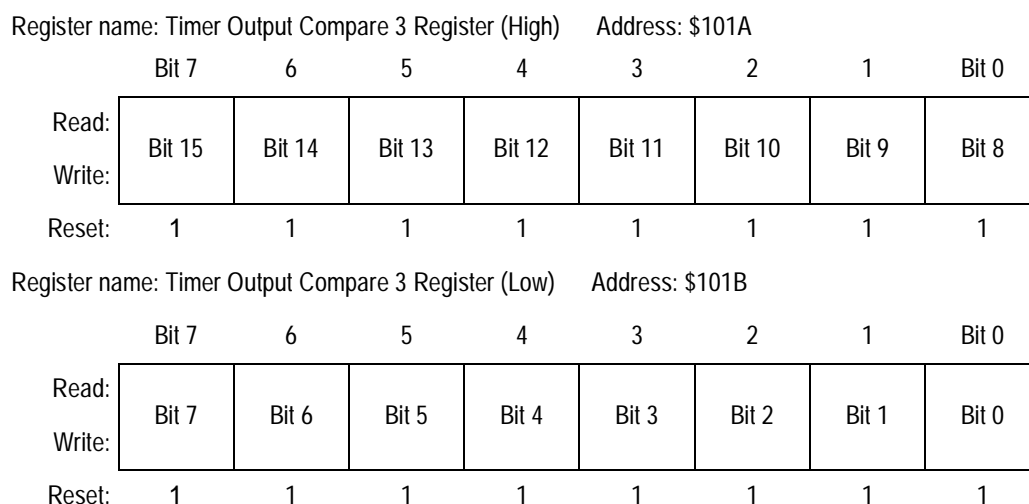 Register name: Timer Output Compare 3 Register (High) Address: $101A
Bit 7 6 5 4 3 2 1 Bit 0
Read:
Bit 15 Bit 14 Bit 13 Bit 12 Bit 11 Bit 10 Bit 9 Bit 8
Write:
Reset: 1 1 1 1 1 1 1 1
Register name: Timer Output Compare 3 Register (Low) Address: $101B
Bit 7 6 5 4 3 2 1 Bit 0
Read:
Bit 7 Bit 6 Bit 5 Bit 4 Bit 3 Bit 2 Bit 1 Bit 0
Write:
Reset: 1 1 1 1 1 1 1 1